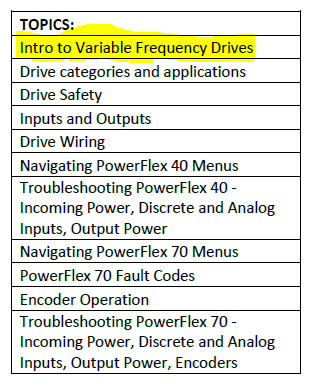 TOPICS:
Intro to Variable Frequency Drives
Drive categories and applications
Drive Safety
Inputs and Outputs
Drive Wiring
Navigating PowerFlex 40 Menus
Troubleshooting PowerFlex 40 -
Incoming Power, Discrete and Analog
Inputs, Output Power
Navigating PowerFlex 70 Menus
PowerFlex 70 Fault Codes
Encoder Operation
Troubleshooting PowerFlex 70 -
Incoming Power, Discrete and Analog
Inputs, Output Power, Encoders